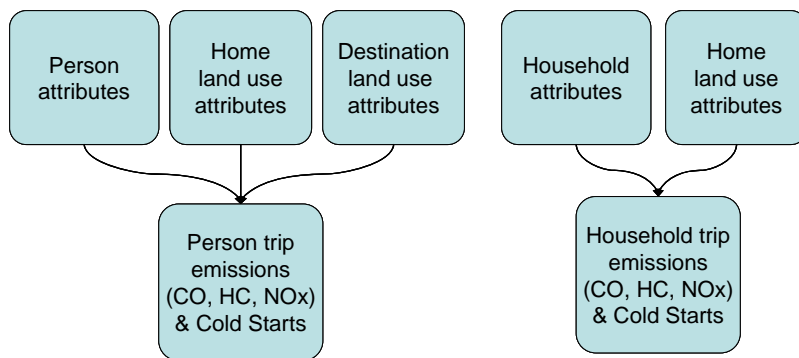 Person
attributes
Home
land use
attributes
Destination
land use
attributes
Household
attributes
Home
land use
attributes
Person trip
emissions
(CO, HC, NOx)
& Cold Starts
Household trip
emissions
(CO, HC, NOx)
& Cold Starts